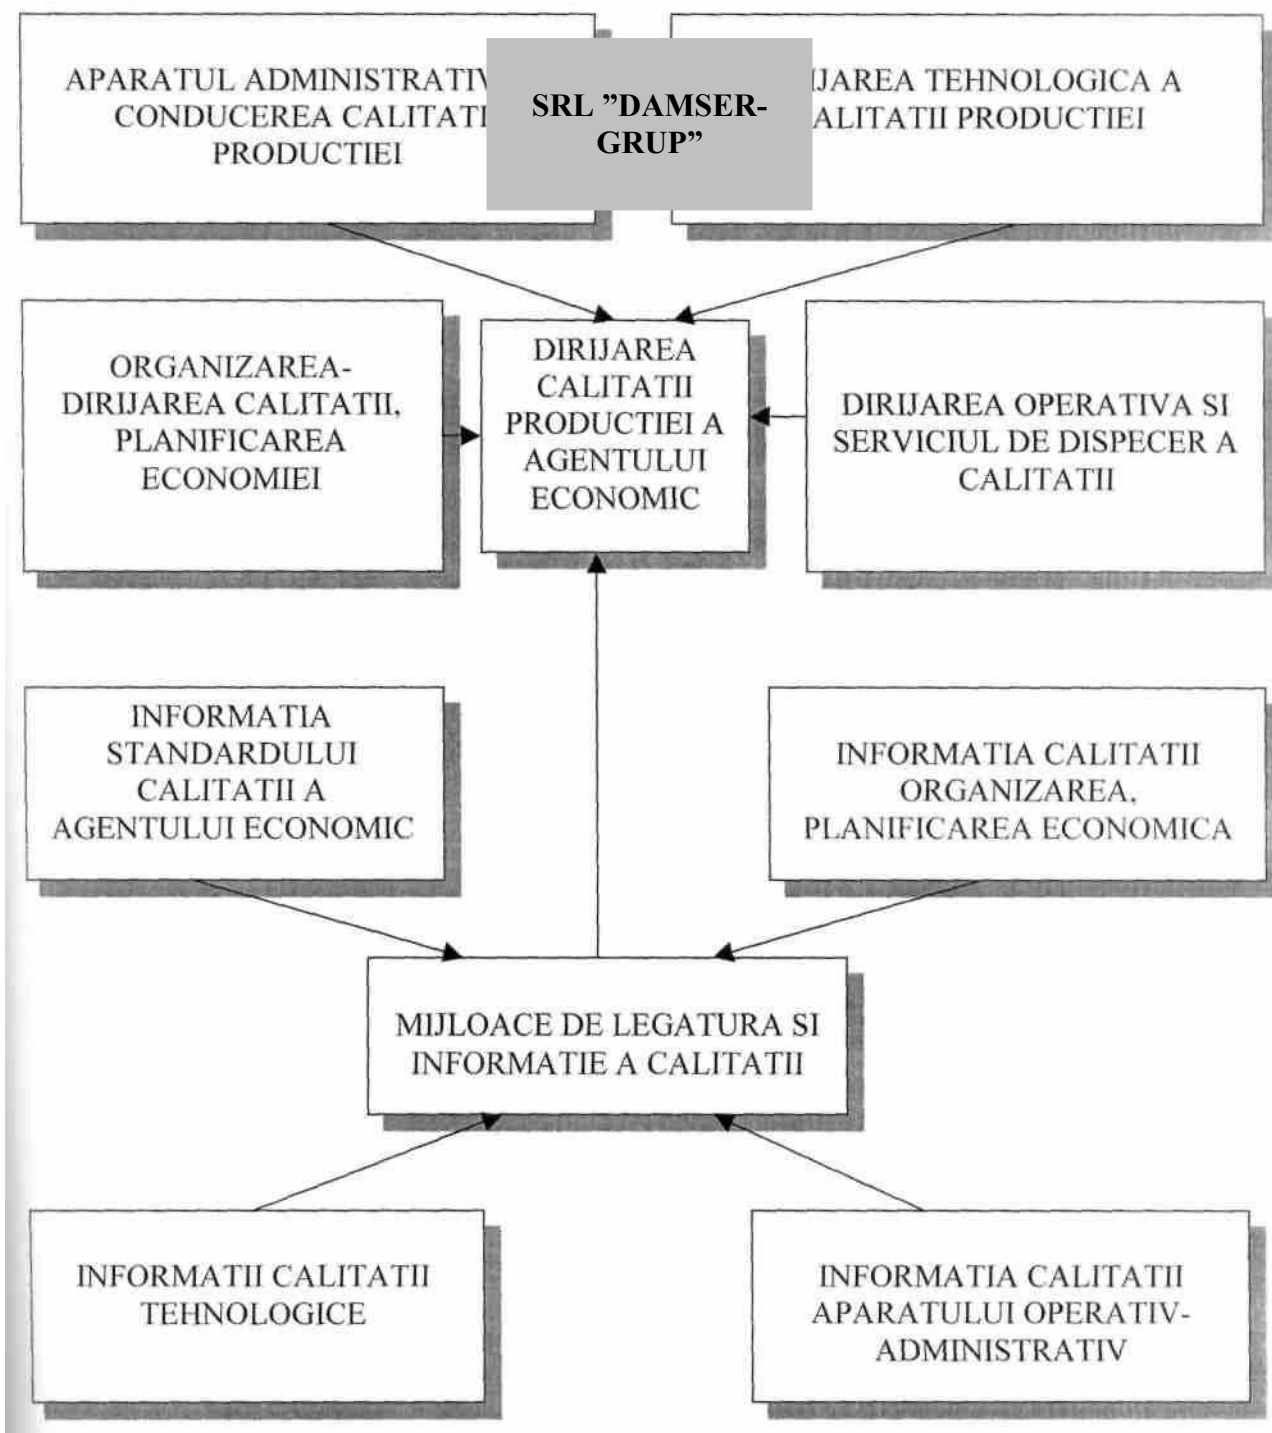 APARATUL ADMINISTRATIV
CONDUCEREA CALITATI
PRODUCTIEI
SRL ”DAMSER-
GRUP”
TEHNOLOGICA A
PRODUCTIEI
ORGANIZAREA-
DIRIJAREA CALITATII,
PLANIFICAREA
ECONOMIEI
DIRIJAREA
CALITATII
PRODUCTIEI A
AGENTULUI
ECONOMIC
DIRIJAREA OPERATIVA SI
SERVICIUL DE DISPECER A
CALITATII
INFORMATIA
STANDARDULUI
CALITATII A
AGENTULUI ECONOMIC
INFORMATIA CALITATII
ORGANIZAREA,
PLANIFICAREA ECONOMICA
MIJLOACE DE LEGATURA SI
INFORMATIE A CALITATII
INFORMATII CALITATII
TEHNOLOGICE
INFORMATIA CALITATII
APARATULUI OPERATIV-
ADMINISTRATIV